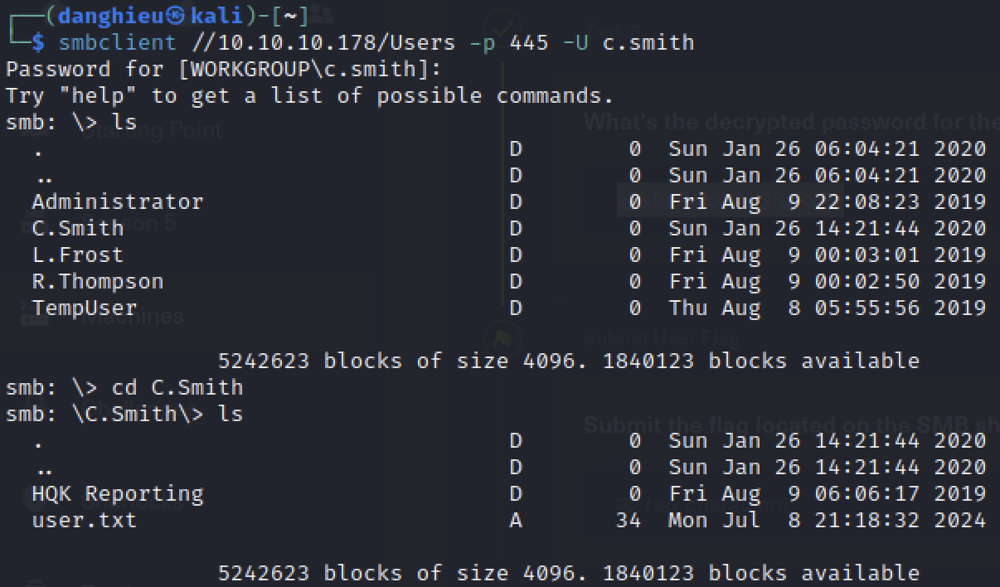 ┌──(danghieu㉿kali)-[~]
└─$ smbclient //10.10.10.178/Users -p 445 -U c.smith
Password for [WORKGROUP\c.smith]:
Try "help" to get a list of possible commands.
smb: \> ls
  .                                   D        0  Sun Jan 26 06:04:21 2020
  ..                                  D        0  Sun Jan 26 06:04:21 2020
  Administrator                       D        0  Fri Aug  9 22:08:23 2019
  C.Smith                             D        0  Sun Jan 26 14:21:44 2020
  L.Frost                             D        0  Fri Aug  9 00:03:01 2019
  R.Thompson                          D        0  Fri Aug  9 00:02:50 2019
  TempUser                            D        0  Thu Aug  8 05:55:56 2019
                5242623 blocks of size 4096. 1840123 blocks available
smb: \> cd C.Smith
smb: \C.Smith\> ls
  .                                   D        0  Sun Jan 26 14:21:44 2020
  ..                                  D        0  Sun Jan 26 14:21:44 2020
  HQK Reporting                       D        0  Fri Aug  9 06:06:17 2019
  user.txt                            A       34  Mon Jul  8 21:18:32 2024
                5242623 blocks of size 4096. 1840123 blocks available
Starting Point
What's the decrypted password for the
Season 5
Machines
Submit User Flag
Submit the flag located on the SMB